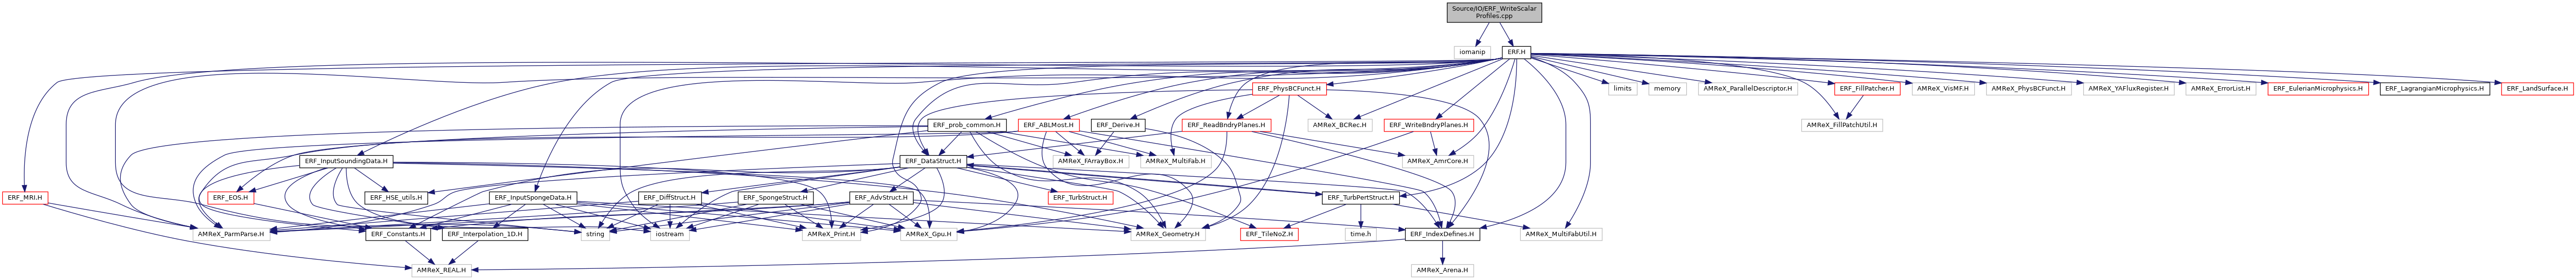 Source/IO/ERF_WriteScalar
Profiles.cpp
iomanip
ERF.H
ERF_PhysBCFunct.H
limits
memory
AMReX_ParallelDescriptor.H
ERF_FillPatcher.H
AMReX_VisMF.H
AMReX_PhysBCFunct.H
AMReX_YAFluxRegister.H
AMReX_ErrorList.H
ERF_EulerianMicrophysics.H
ERF_LagrangianMicrophysics.H
ERF_LandSurface.H
ERF_prob_common.H
ERF_ABLMost.H
ERF_Derive.H
ERF_ReadBndryPlanes.H
AMReX_BCRec.H
ERF_WriteBndryPlanes.H
AMReX_FillPatchUtil.H
ERF_InputSoundingData.H
ERF_DataStruct.H
AMReX_FArrayBox.H
AMReX_MultiFab.H
AMReX_AmrCore.H
ERF_MRI.H
ERF_EOS.H
ERF_HSE_utils.H
ERF_InputSpongeData.H
ERF_DiffStruct.H
ERF_SpongeStruct.H
ERF_AdvStruct.H
ERF_TurbStruct.H
ERF_TurbPertStruct.H
AMReX_ParmParse.H
ERF_Constants.H
ERF_Interpolation_1D.H
string
iostream
AMReX_Print.H
AMReX_Gpu.H
AMReX_Geometry.H
ERF_TileNoZ.H
time.h
ERF_IndexDefines.H
AMReX_MultiFabUtil.H
AMReX_REAL.H
AMReX_Arena.H